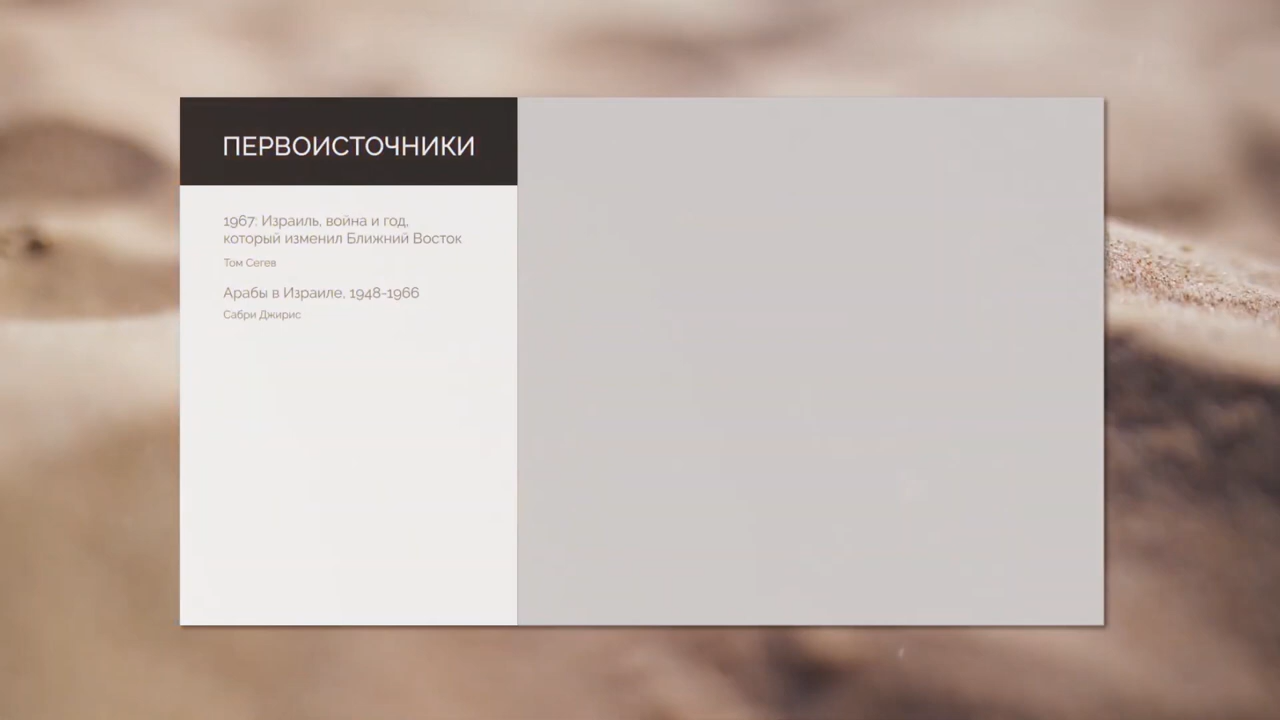 ПЕРВОИСТОЧНИКИ
1967: Израиль, война и год,
который изменил Ближний Восток
Том Сегев
Арабы в Израиле, 1948-1966
Сабри Джирис